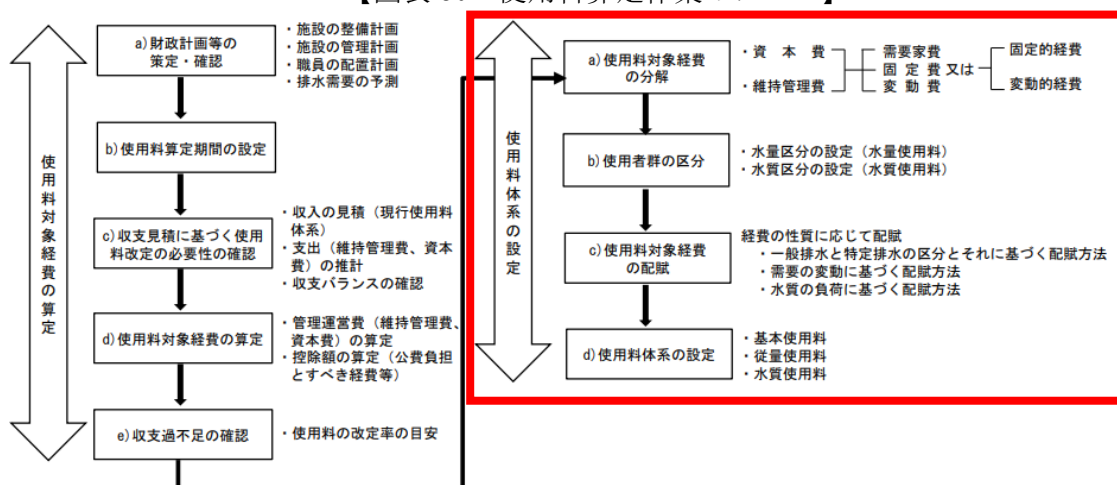 a)財政計画等の
策定・確認
・施設の整備計画
・施設の管理計画
・職員の配置計画
・排水需要の予測
b)使用料算定期間の設定
c)収支見積に基づく使用
料改定の必要性の確認
・収入の見積（現行使用料
体系）
・支出（維持管理費、資本
費）の推計
・収支バランスの確認
d)使用料対象経費の算定
・管理運営費（維持管理費、
資本費）の算定
・控除額の算定（公費負担
とすべき経費等）
e)収支過不足の確認
・使用料の改定率の目安
使用料対象経費の算定
使用料体系の設定
a)使用料対象経費
の分解
・資 本 費
・維持管理費
需要家費
固 定 費 又は
変 動 費
固定的経費
変動的経費
b)使用者群の区分
・水量区分の設定（水量使用料）
・水質区分の設定（水質使用料）
c)使用料対象経費
の配賦
経費の性質に応じて配賦
・一般排水と特定排水の区分とそれに基づく配賦方法
・需要の変動に基づく配賦方法
・水質の負荷に基づく配賦方法
d)使用料体系の設定
・基本使用料
・従量使用料
・水質使用料